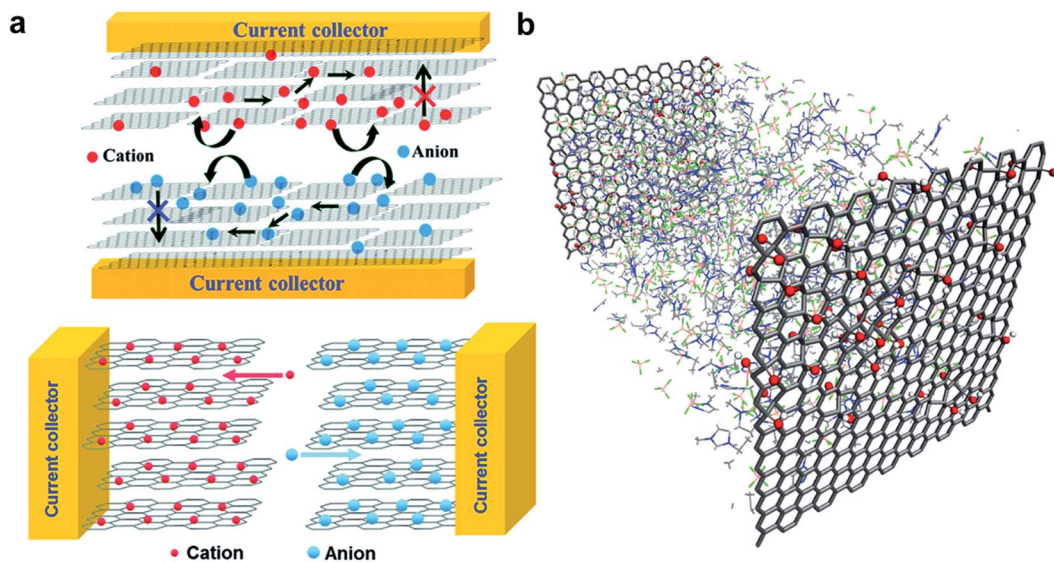 a
Current collector
Cation
Anion
Current collector
Current collector
Current collector
Cation
Anion
b